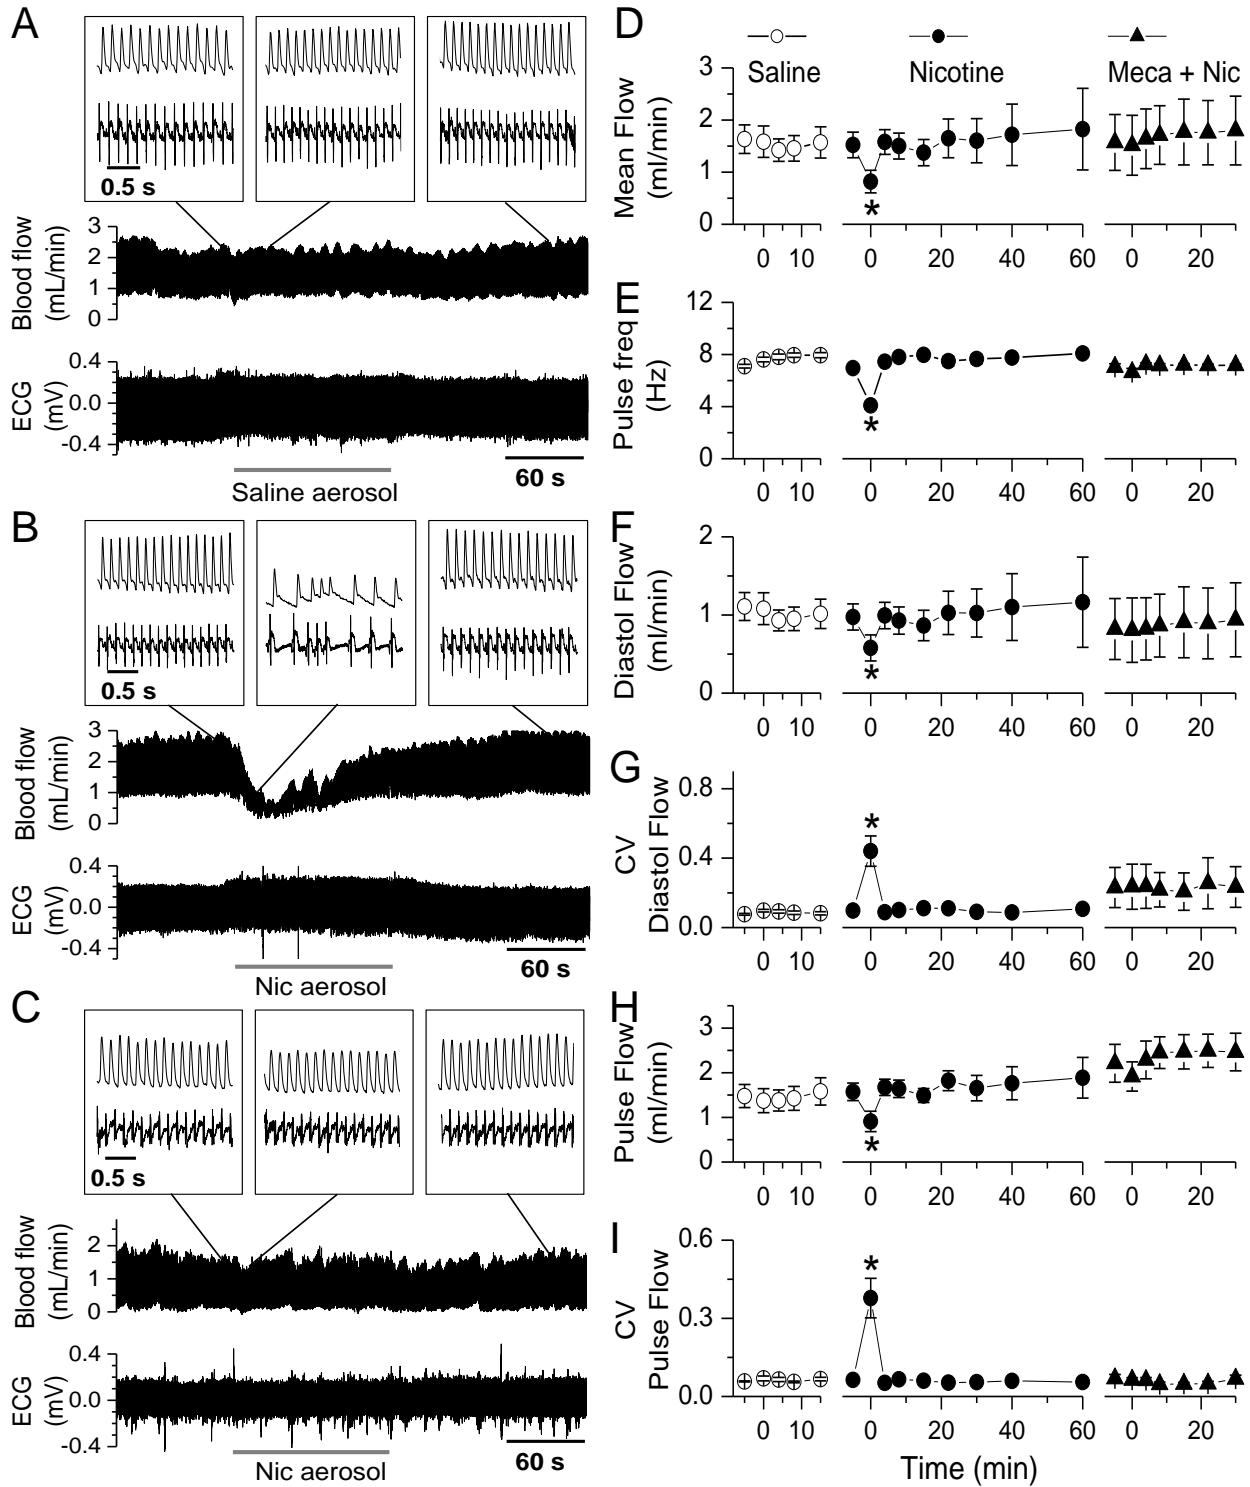 A
0.5 s
Blood flow
(mL/min)
3
2
1
0
ECG
(mV)
0.4
0.0
-0.4
60 s
Saline aerosol
B
0.5 s
Blood flow
(mL/min)
3
2
1
0
ECG
(mV)
0.4
0.0
-0.4
60 s
Nic aerosol
C
0.5 s
Blood flow
(mL/min)
2
1
0
ECG
(mV)
0.4
0.0
-0.4
60 s
Nic aerosol
D
Saline
Nicotine
Meca + Nic
Mean Flow
(ml/min)
3
2
1
0
*
0 10 0 20 40 60 0 20
E
Pulse freq
(Hz)
12
8
4
0
*
0 10 0 20 40 60 0 20
F
Diastol Flow
(ml/min)
2
1
0
*
0 10 0 20 40 60 0 20
G
CV
Diastol Flow
0.8
0.4
0.0
*
0 10 0 20 40 60 0 20
H
Pulse Flow
(ml/min)
3
2
1
0
*
0 10 0 20 40 60 0 20
I
CV
Pulse Flow
0.6
0.3
0.0
*
0 10 0 20 40 60 0 20
Time (min)